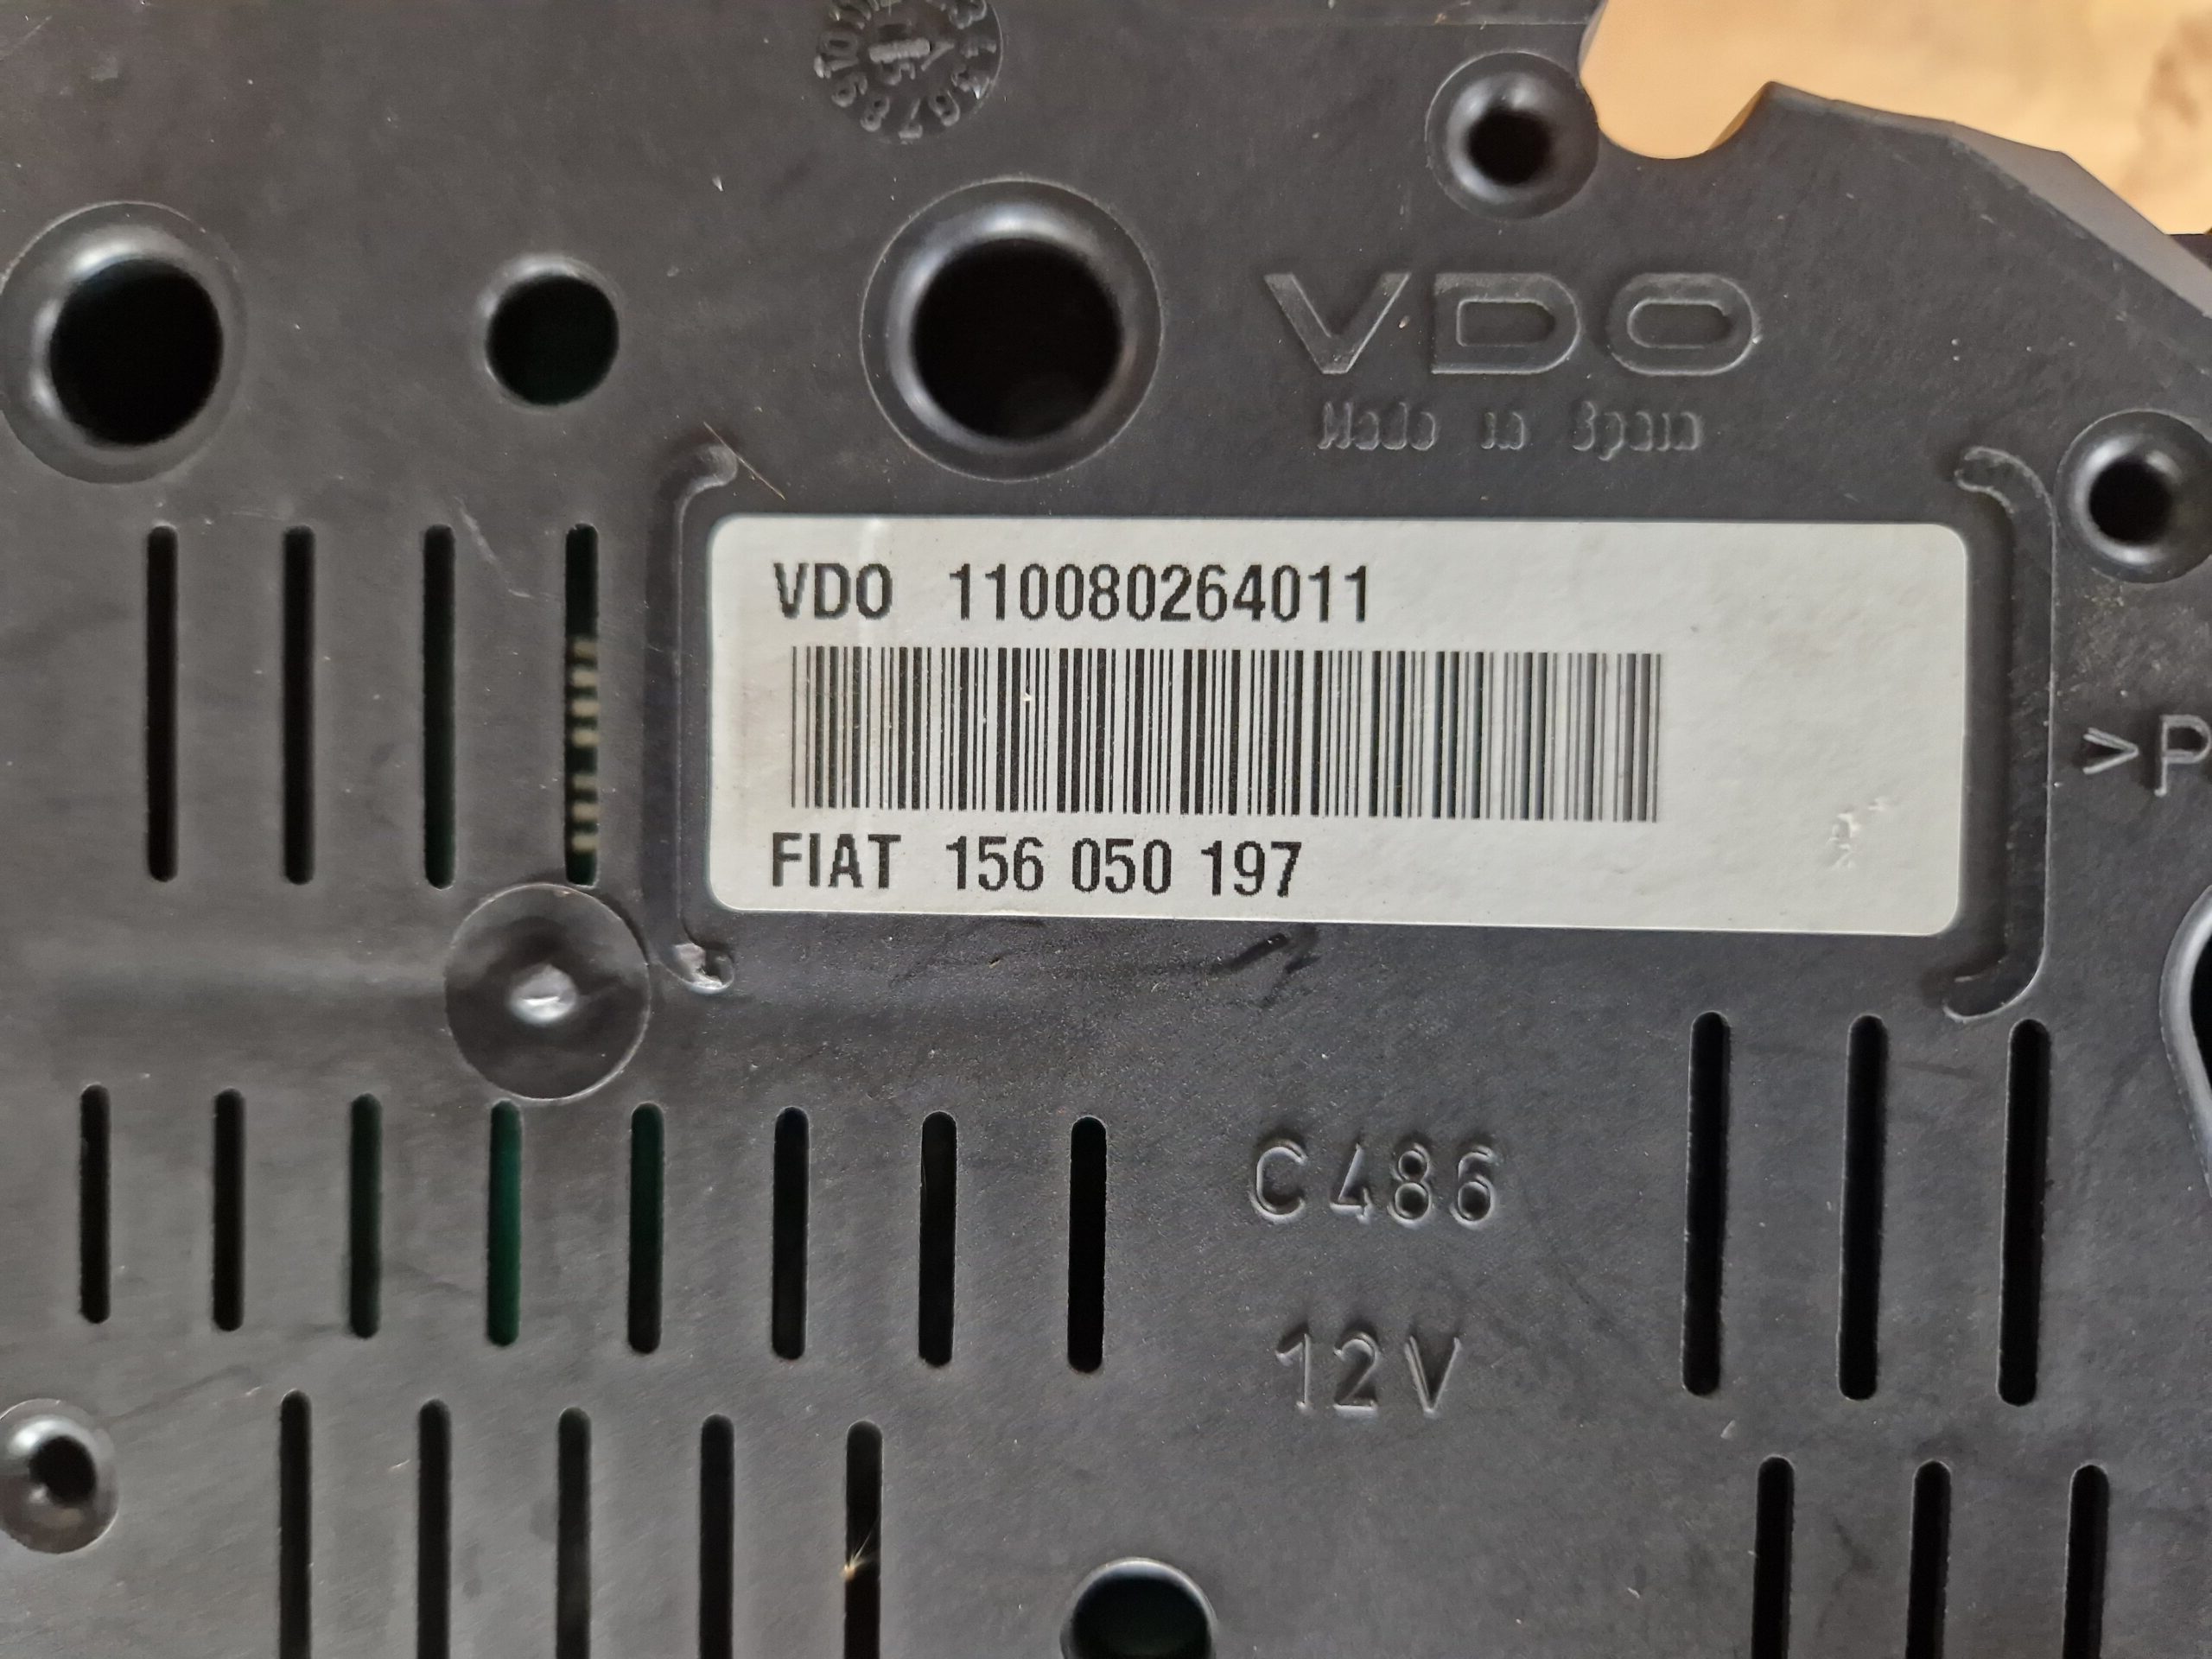 VDO
Made in Spain
VDO 110080264011
FIAT 156 050 197
>P
C486
12V